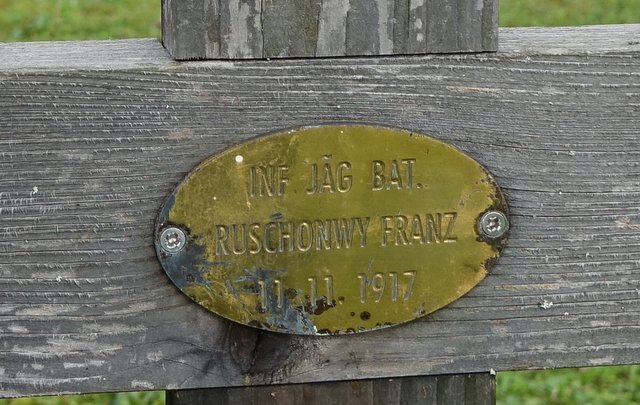 INF. JÄG BAT.
RUSCHONWY FRANZ
11. 11. 1917